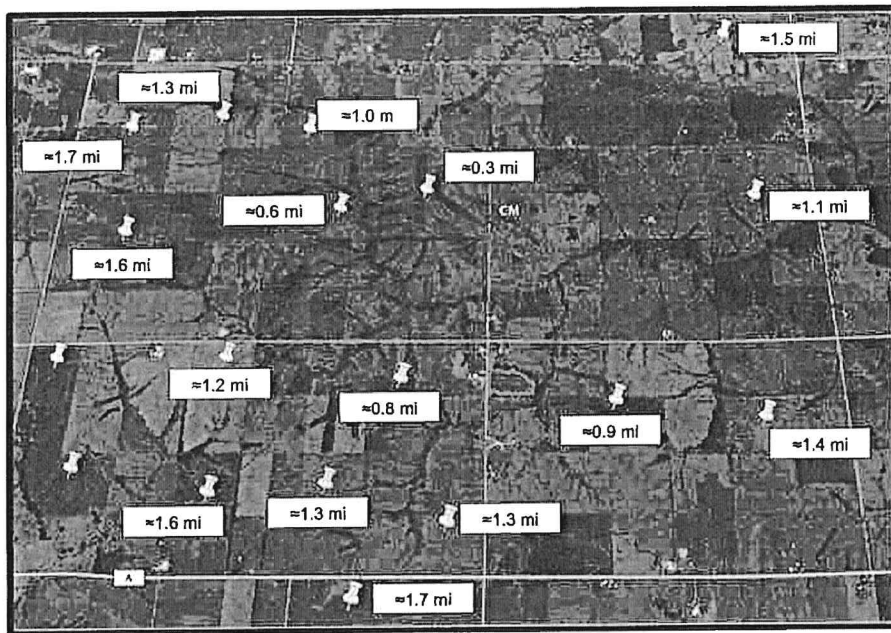 ≈1.5 mi
≈1.3 mi
≈1.0 m
≈1.7 mi
≈0.3 mi
≈0.6 mi
CM
≈1.1 mi
≈1.6 mi
≈1.2 mi
≈0.8 mi
≈0.9 mi
≈1.4 mi
≈1.6 mi
≈1.3 mi
≈1.3 mi
A
≈1.7 mi